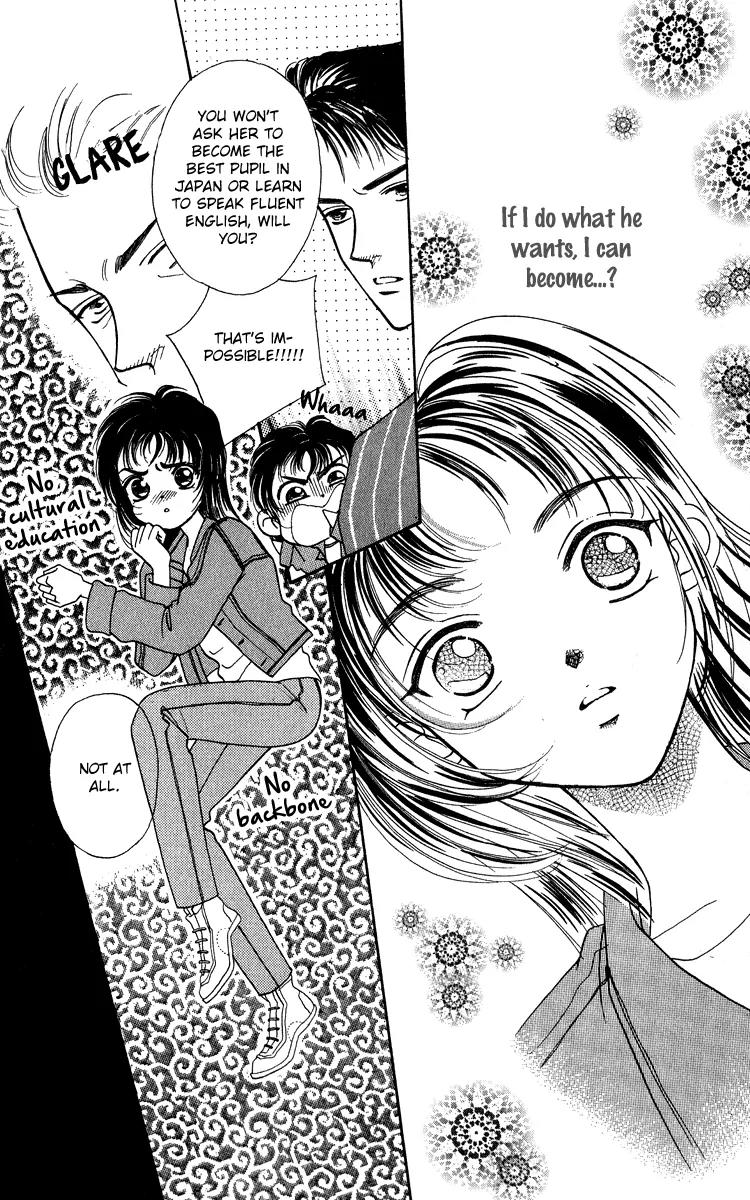 If I do what he
wants, I can
become...?
YOU WON'T
ASK HER TO
BECOME THE
BEST PUPIL IN
JAPAN OR LEARN
TO SPEAK FLUENT
ENGLISH, WILL
YOU?
GLARE
THAT'S IM-
POSSIBLE!!!!!
Whaaa
No
cultural
education
NOT AT
ALL.
No
backbone